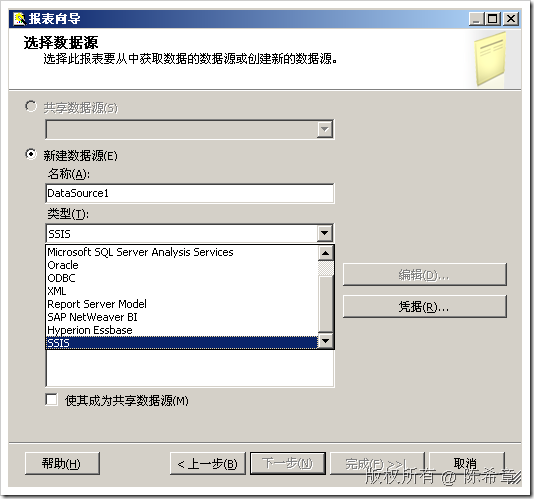 报表向导
选择数据源
选择此报表要从中获取数据的数据源或创建新的数据源。
共享数据源(S)
新建数据源(E)
名称(A):
DataSource1
类型(T):
SSIS
Microsoft SQL Server Analysis Services
Oracle
ODBC
XML
Report Server Model
SAP NetWeaver BI
Hyperion Essbase
SSIS
编辑(D)...
凭据(R)...
使其成为共享数据源(M)
帮助(H)
< 上一步(B)
下一步(N)
完成(F) >>|
取消
版权所有 @ 陈希章